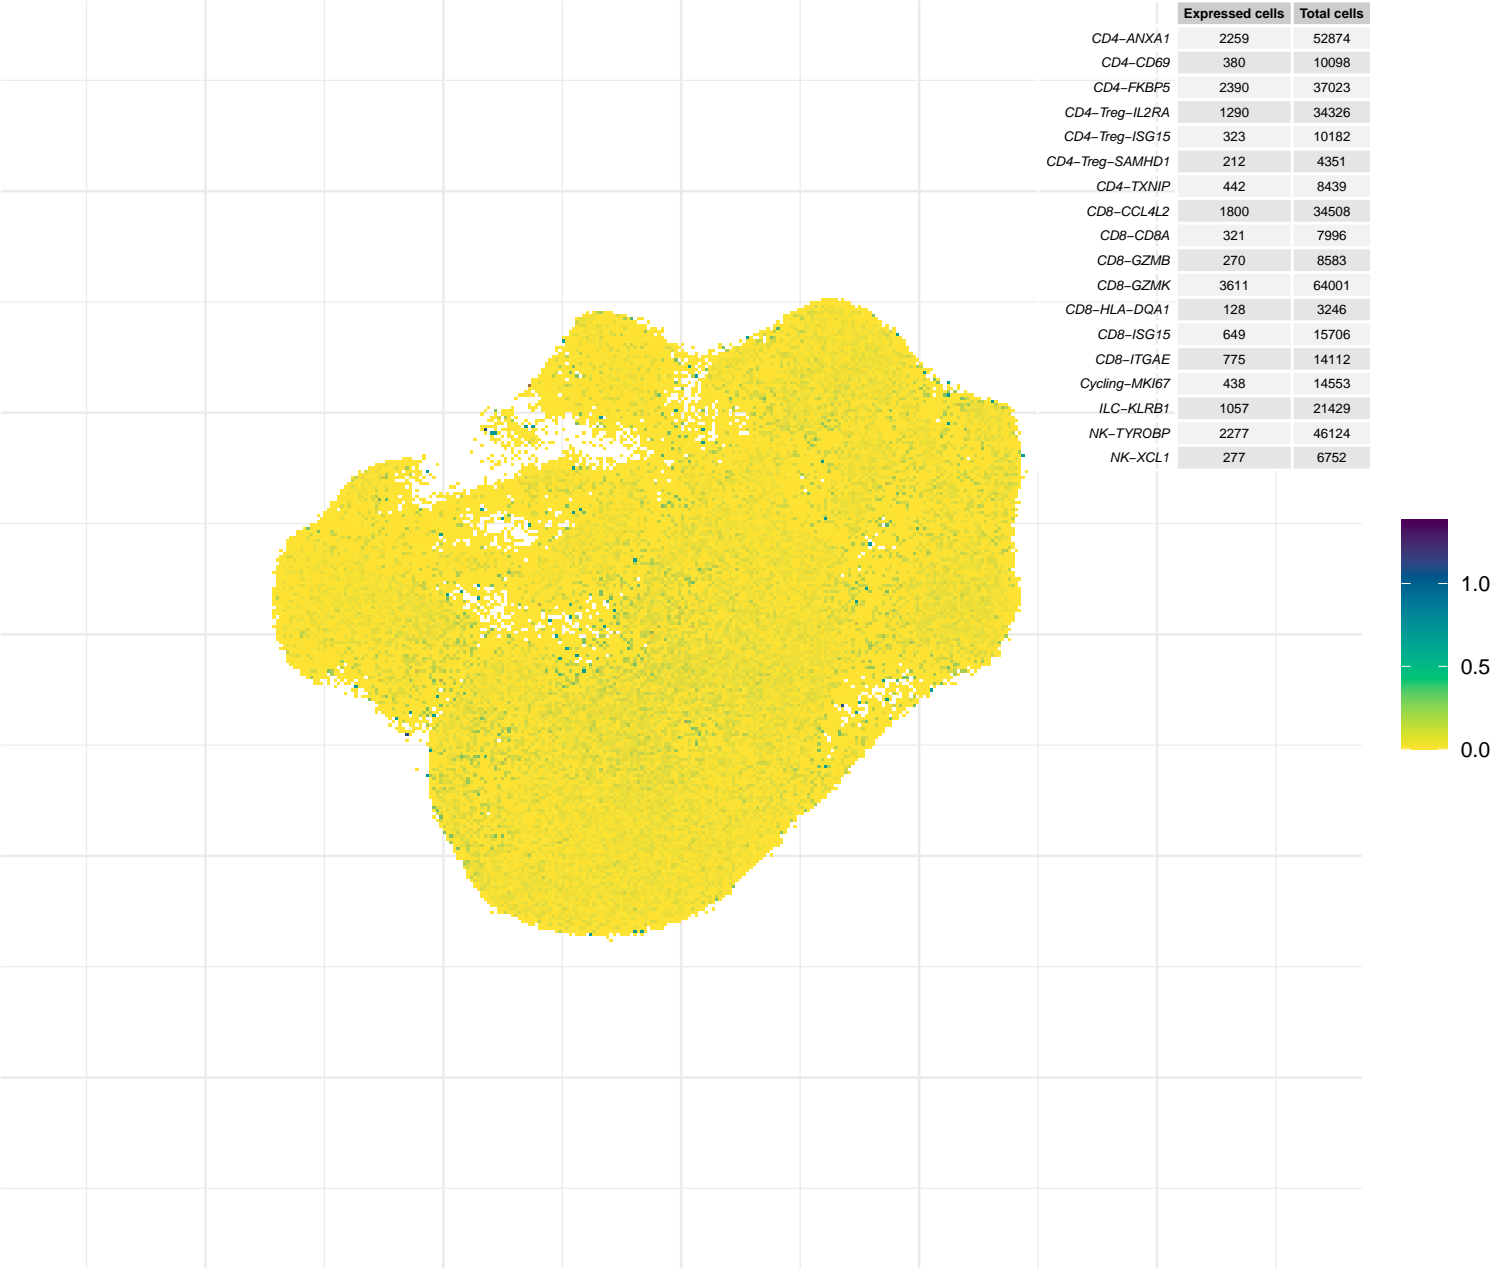 Expressed cells Total cells
CD4−ANXA1 2259 52874
CD4−CD69 380 10098
CD4−FKBP5 2390 37023
CD4−Treg−IL2RA 1290 34326
CD4−Treg−ISG15 323 10182
CD4−Treg−SAMHD1 212 4351
CD4−TXNIP 442 8439
CD8−CCL4L2 1800 34508
CD8−CD8A 321 7996
CD8−GZMB 270 8583
CD8−GZMK 3611 64001
CD8−HLA−DQA1 128 3246
CD8−ISG15 649 15706
CD8−ITGAE 775 14112
Cycling−MKI67 438 14553
ILC−KLRB1 1057 21429
NK−TYROBP 2277 46124
NK−XCL1 277 6752
1.0
0.5
0.0